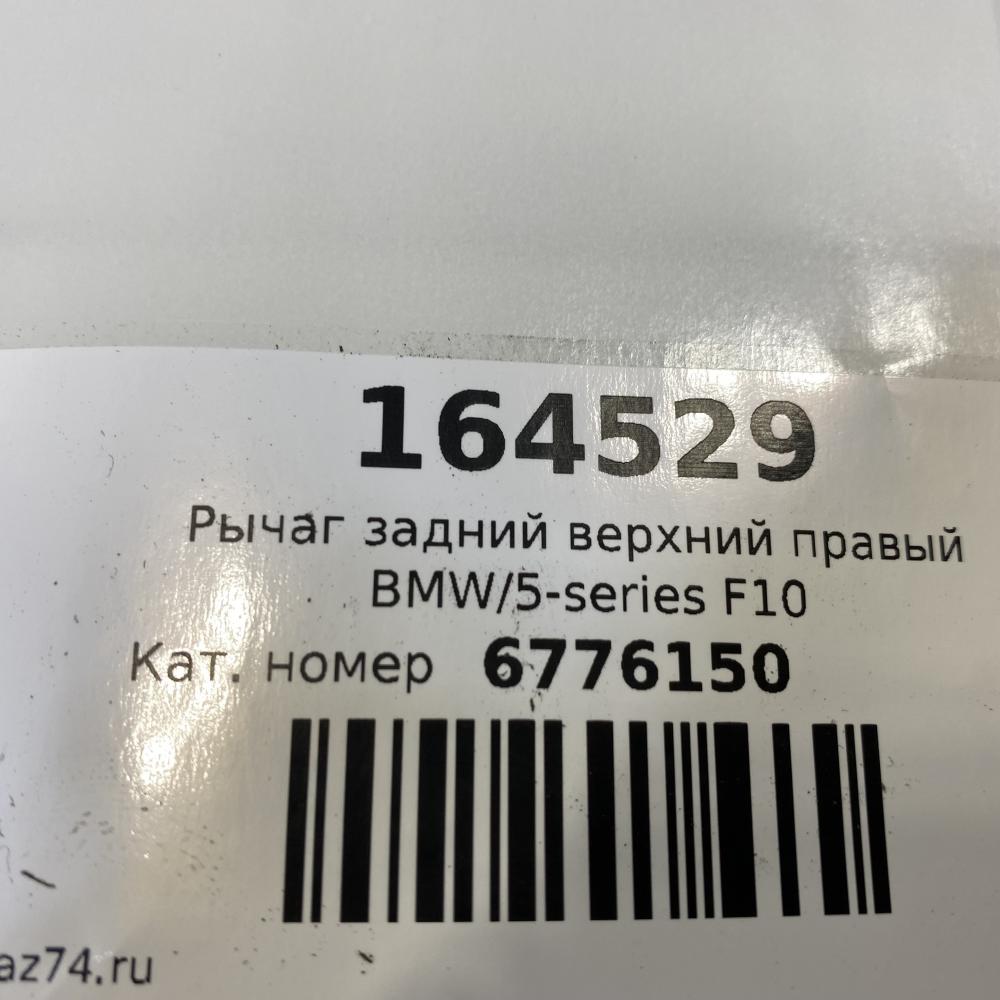 164529
Рычаг задний верхний правый
BMW/5-series F10
Кат. номер 6776150
az74.ru